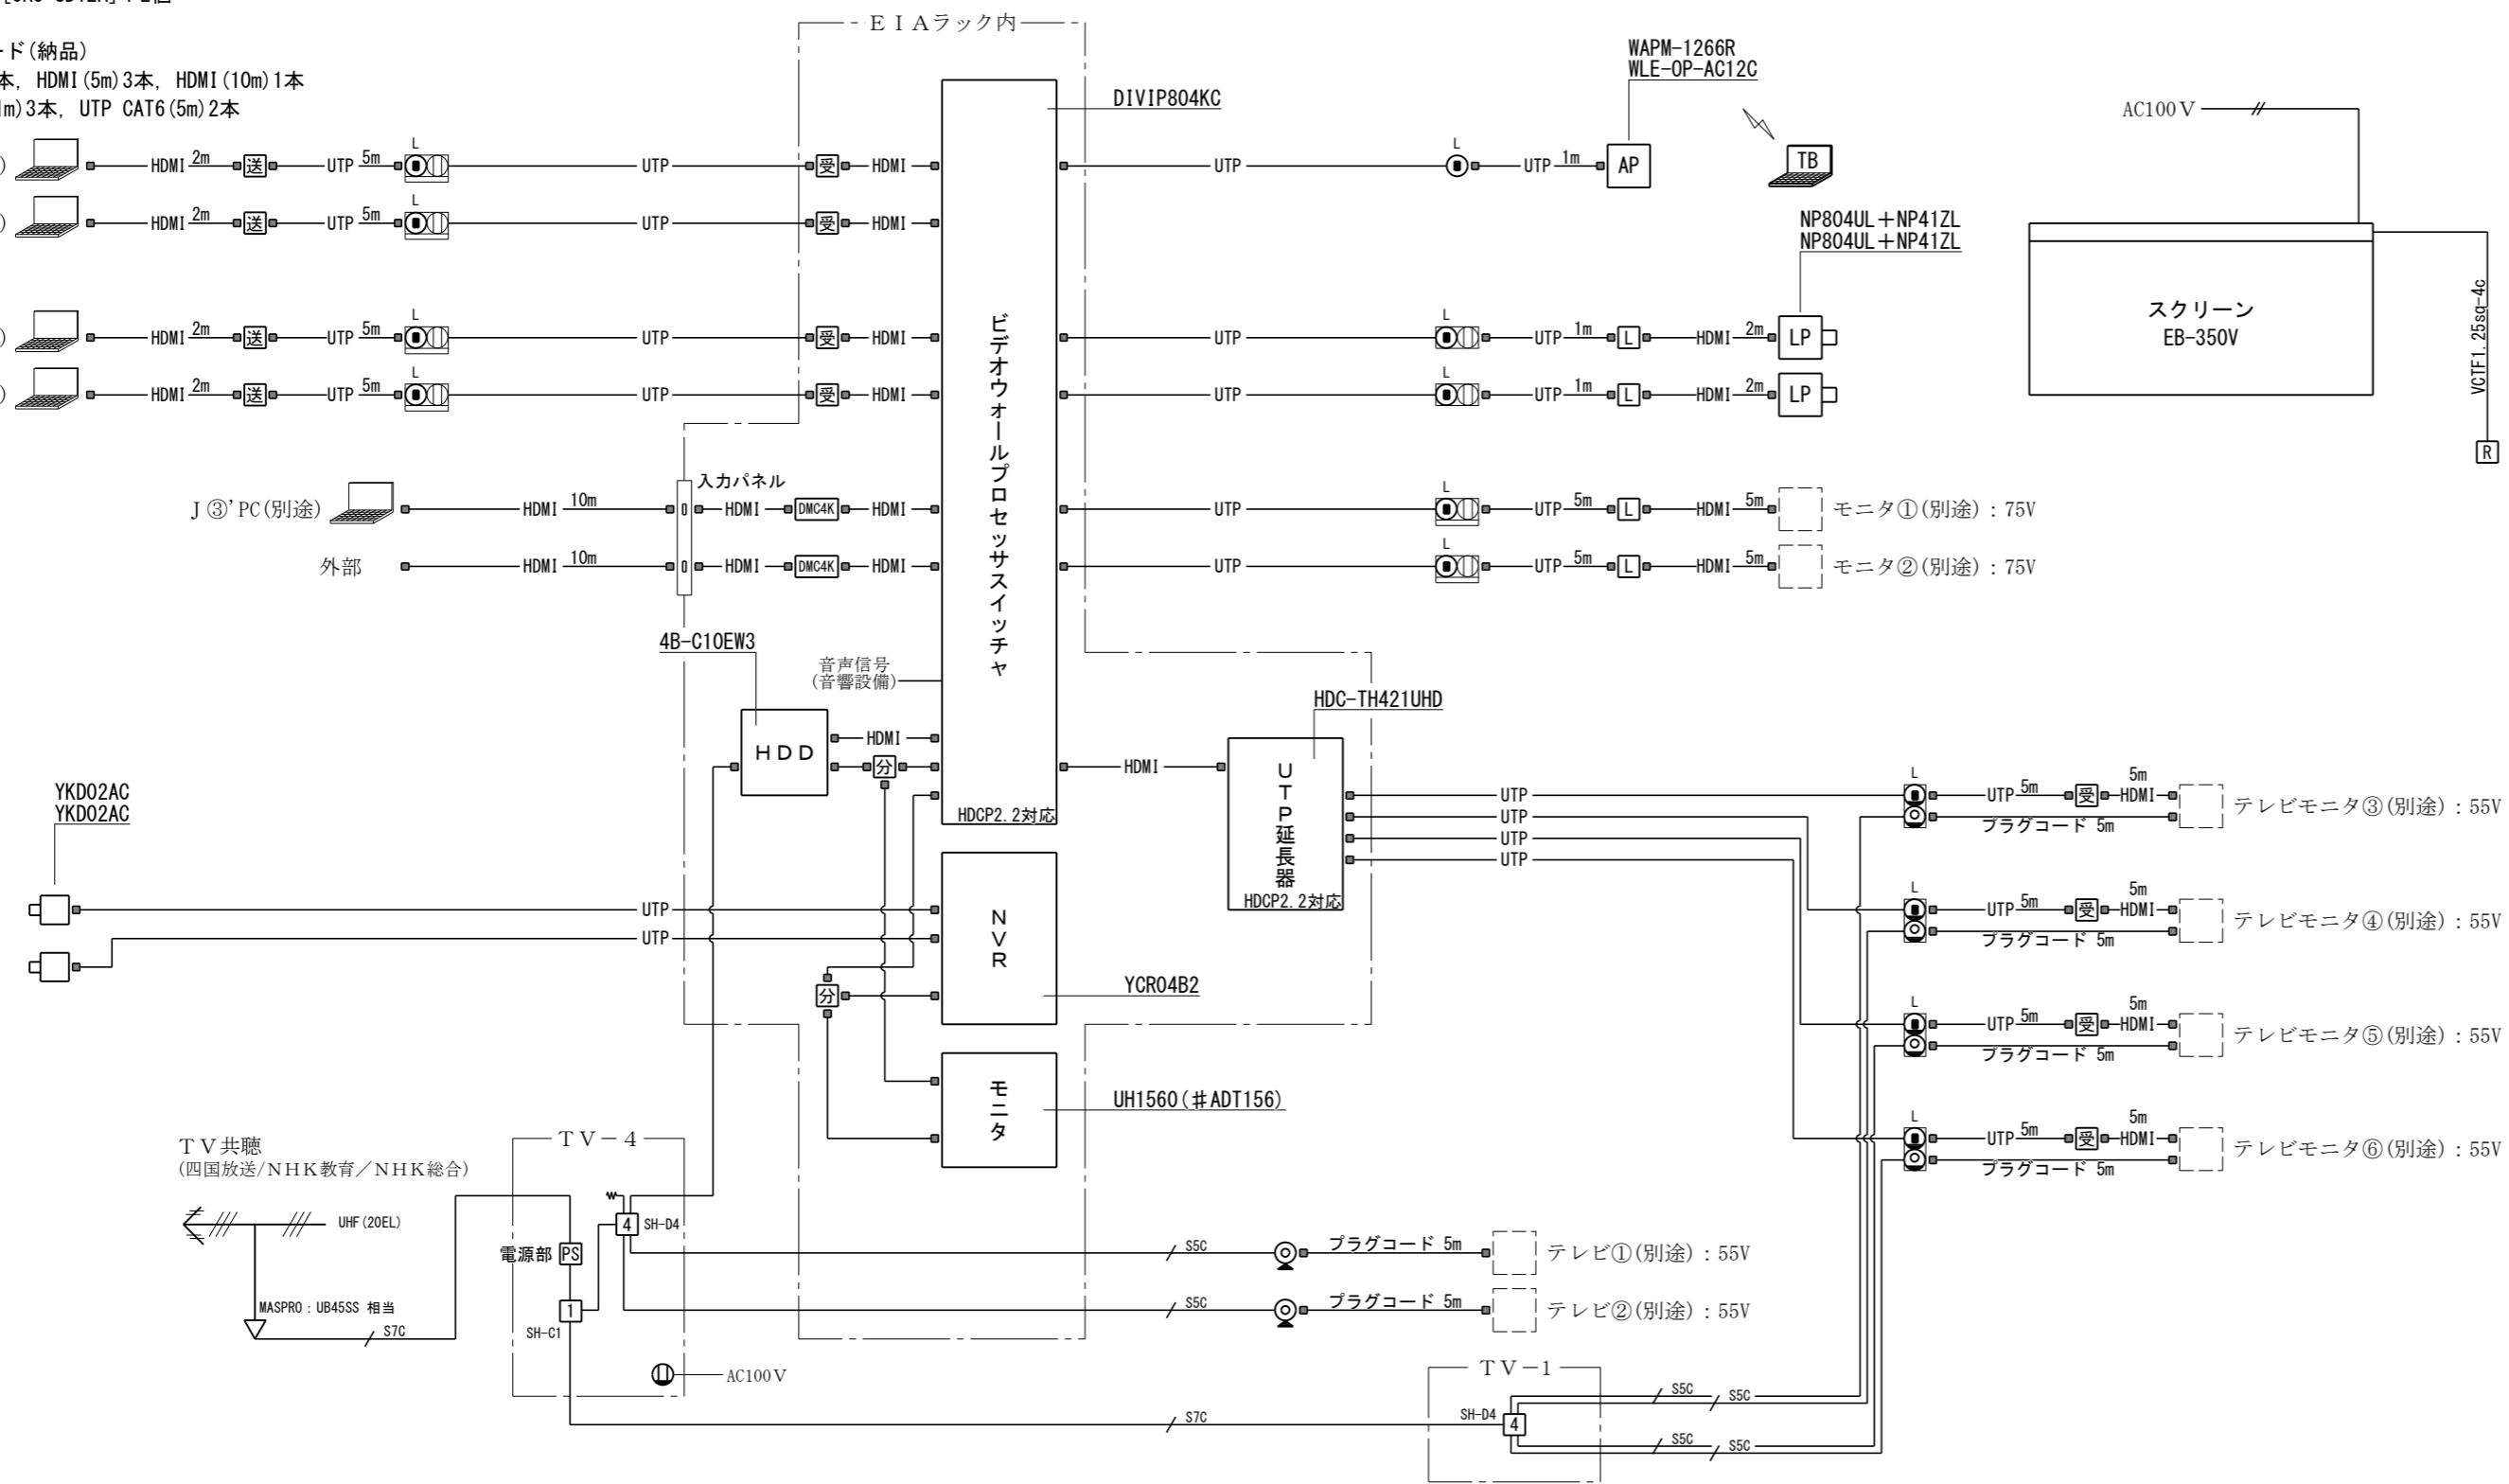 ード(納品)
本, HDMI(5m)3本, HDMI(10m)1本
m)3本, UTP CAT6(5m)2本
EIAラック内
DIVIP804KC
WAPM-1266R
WLE-OP-AC12C
AC100V
HDMI 2m 送 UTP 5m L UTP 受 HDMI
UTP L UTP 1m AP
TB
HDMI 2m 送 UTP 5m L UTP 受 HDMI
NP804UL+NP41ZL
NP804UL+NP41ZL
スクリーン
EB-350V
VCTF1.25sq-4c
R
HDMI 2m 送 UTP 5m L UTP 受 HDMI
UTP L UTP 1m L HDMI 2m LP
HDMI 2m 送 UTP 5m L UTP 受 HDMI
UTP L UTP 1m L HDMI 2m LP
ビデオウォールプロセッサスイッチャ
入力パネル
J③'PC(別途) HDMI 10m HDMI DMC4K HDMI
UTP L UTP 5m L HDMI 5m モニタ①(別途):75V
外部 HDMI 10m HDMI DMC4K HDMI
UTP L UTP 5m L HDMI 5m モニタ②(別途):75V
4B-C10EW3
音声信号
(音響設備)
HDC-TH421UHD
HDD
HDMI
分
HDMI
HDCP2.2対応
UTP延長器
HDCP2.2対応
YKD02AC
YKD02AC
UTP
UTP
UTP
UTP
L UTP 5m 受 5m HDMI テレビモニタ③(別途):55V
プラグコード 5m
UTP
UTP
NVR
L UTP 5m 受 5m HDMI テレビモニタ④(別途):55V
プラグコード 5m
分
YCR04B2
L UTP 5m 受 5m HDMI テレビモニタ⑤(別途):55V
プラグコード 5m
モニタ
UH1560(#ADT156)
L UTP 5m 受 5m HDMI テレビモニタ⑥(別途):55V
プラグコード 5m
TV共聴
(四国放送/NHK教育/NHK総合)
TV-4
UHF(20EL)
4 SH-D4
電源部 PS
S5C プラグコード 5m テレビ①(別途):55V
MASPRO:UB45SS 相当
1
S5C プラグコード 5m テレビ②(別途):55V
S7C
SH-C1
AC100V
TV-1
S5C S5C
S7C
SH-D4 4
S5C S5C